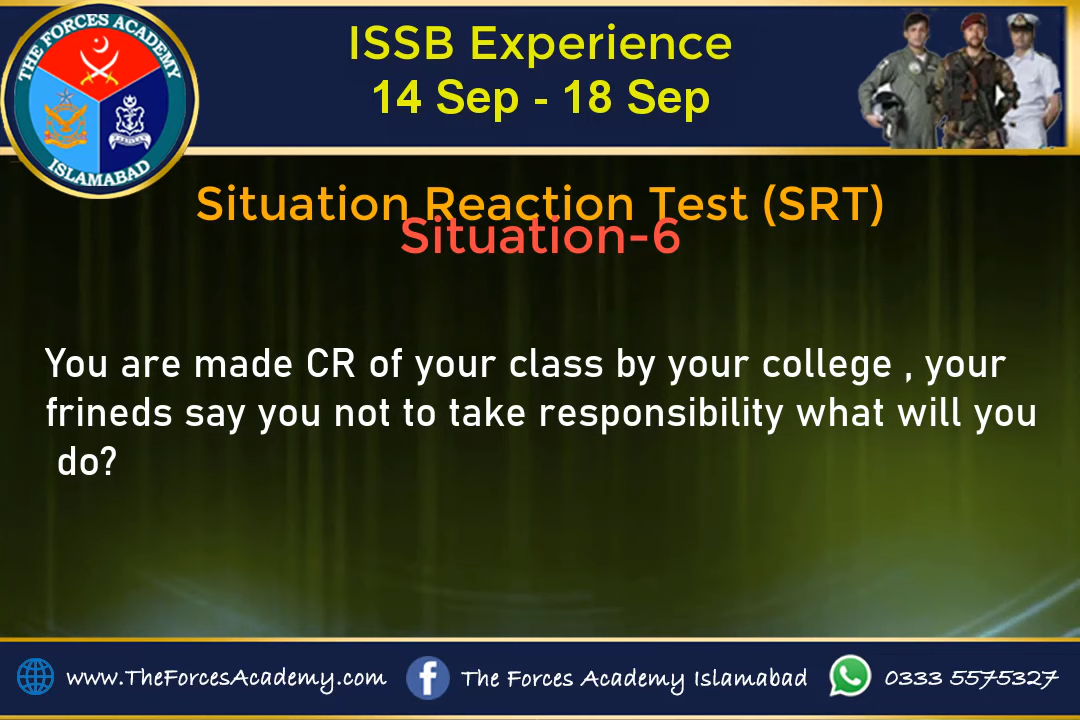 THE FORCES ACADEMY
ISLAMABAD
ISSB Experience
14 Sep - 18 Sep
Situation Reaction Test (SRT)
Situation-6
You are made CR of your class by your college , your
frineds say you not to take responsibility what will you
do?
www.TheForcesAcademy.com
The Forces Academy Islamabad
0333 5575327